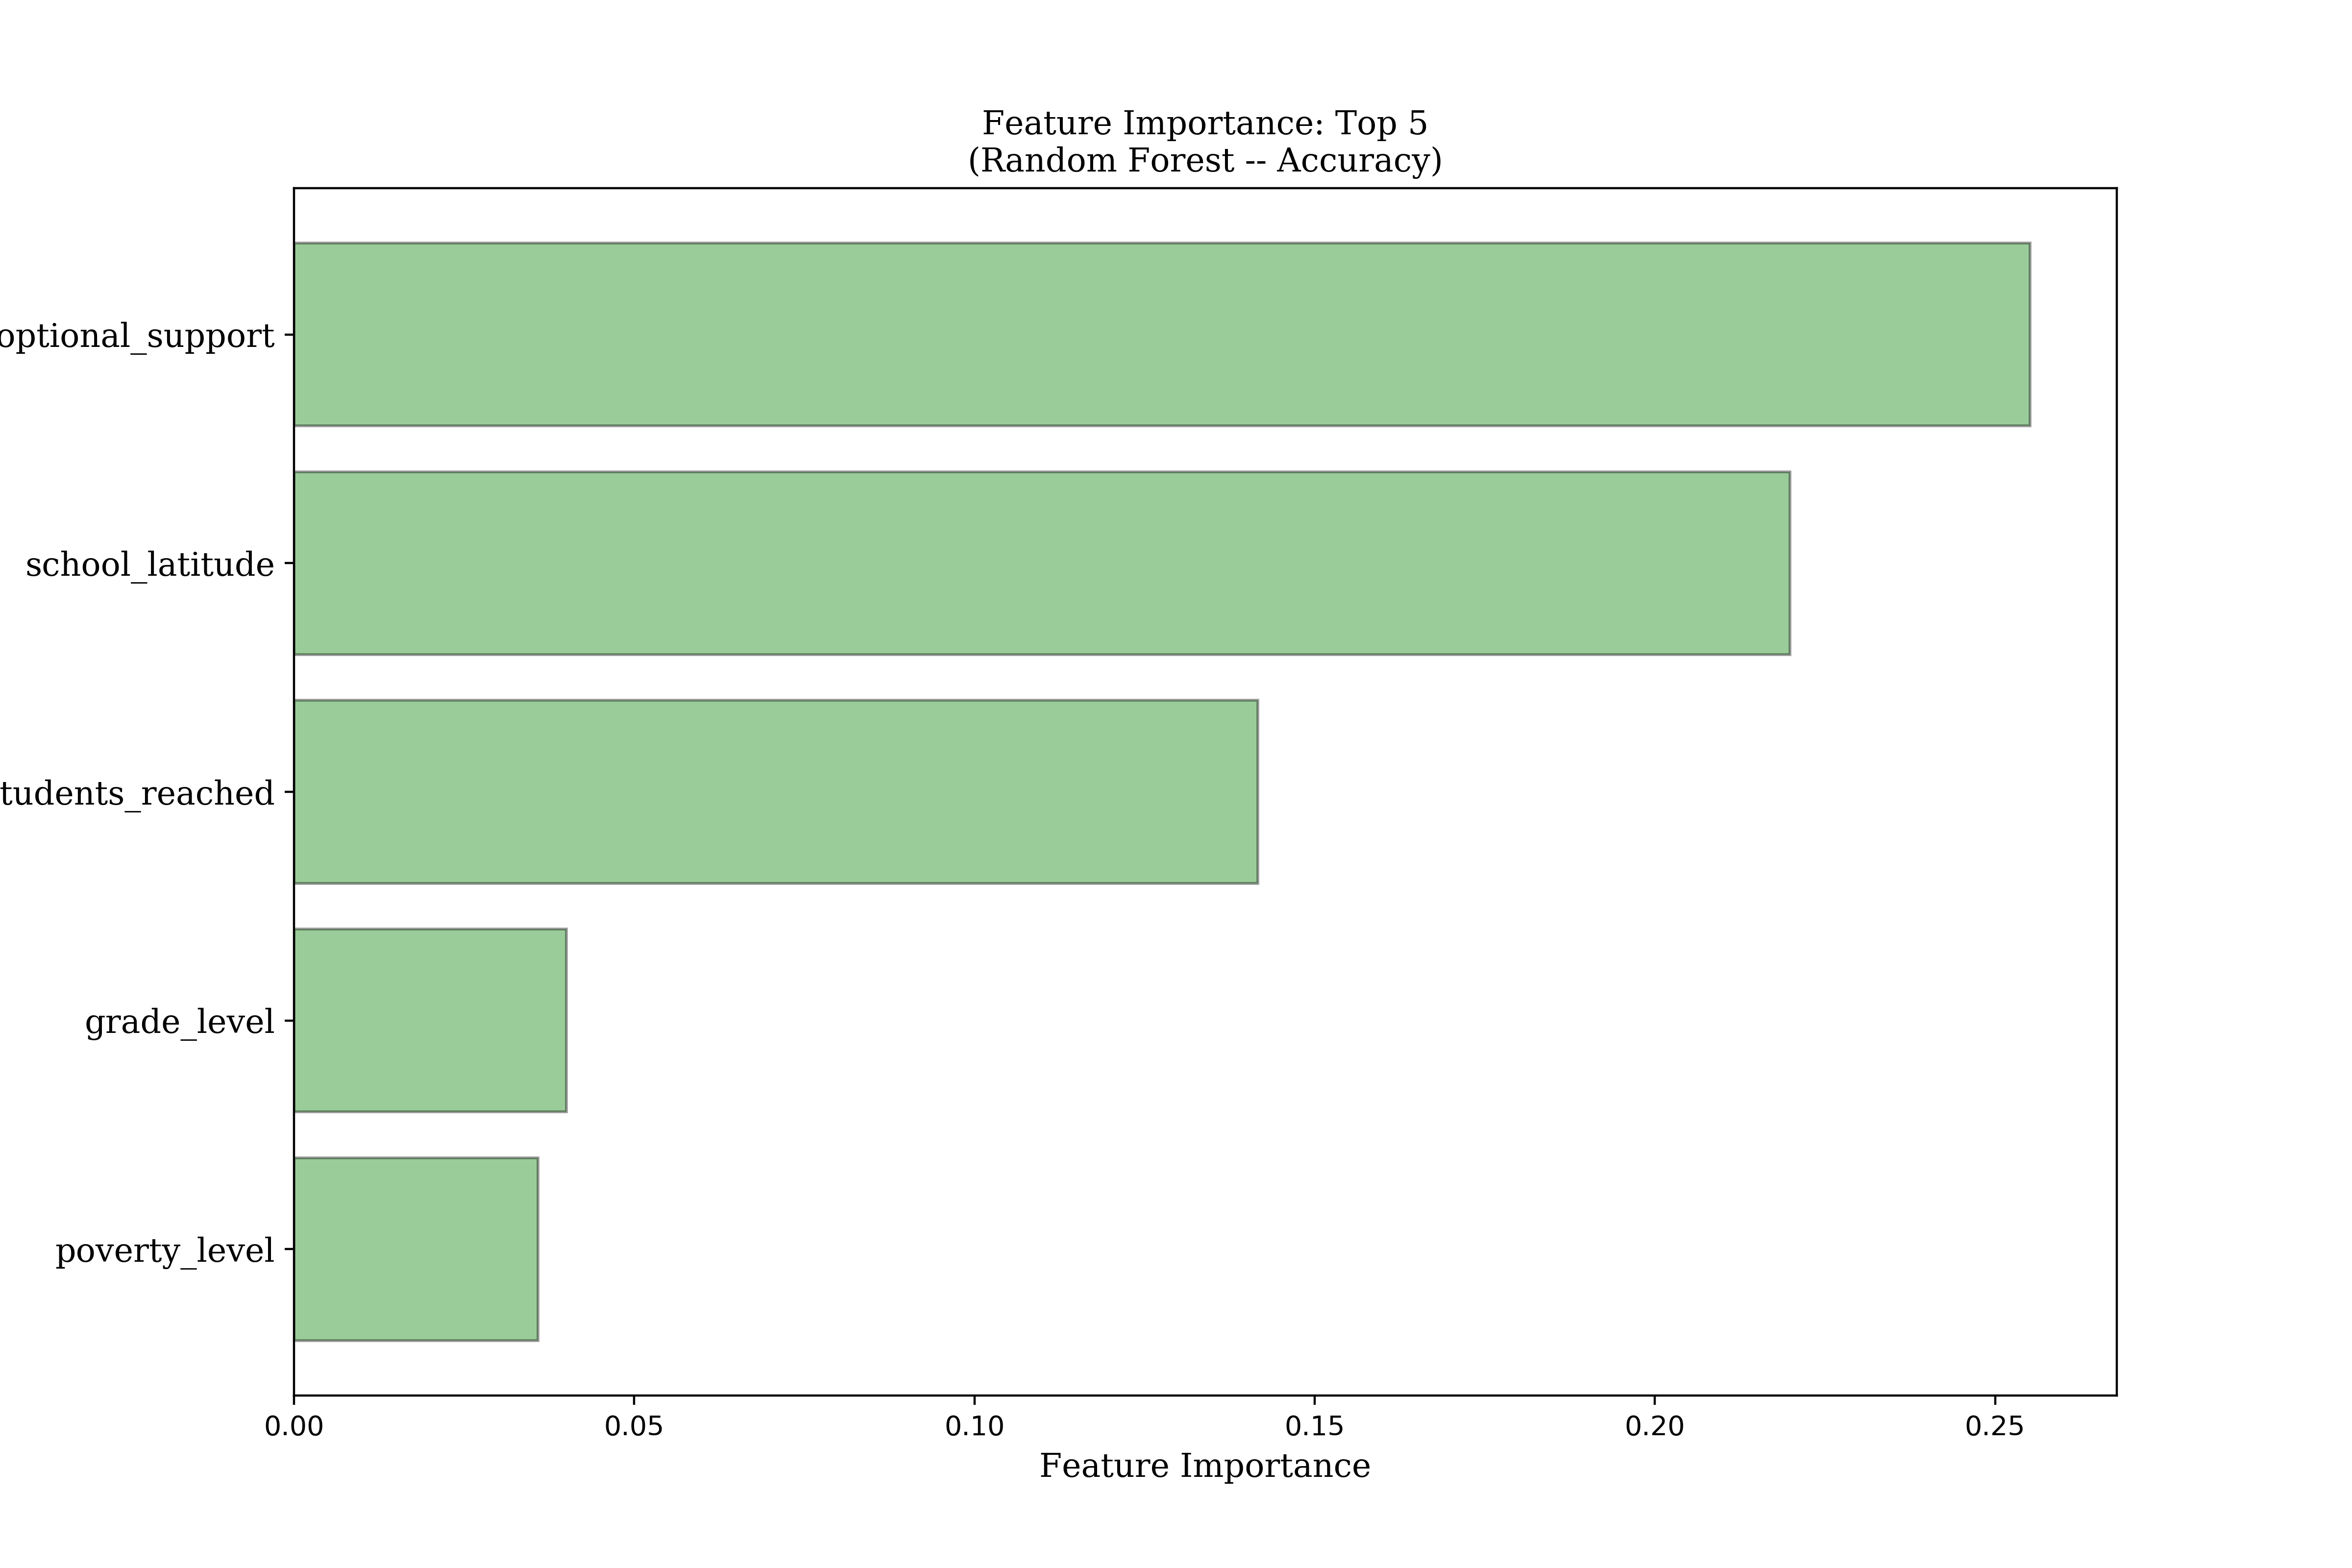 Feature Importance: Top 5
(Random Forest -- Accuracy)
optional_support
school_latitude
tudents_reached
grade_level
poverty_level
0.00 0.05 0.10 0.15 0.20 0.25
Feature Importance